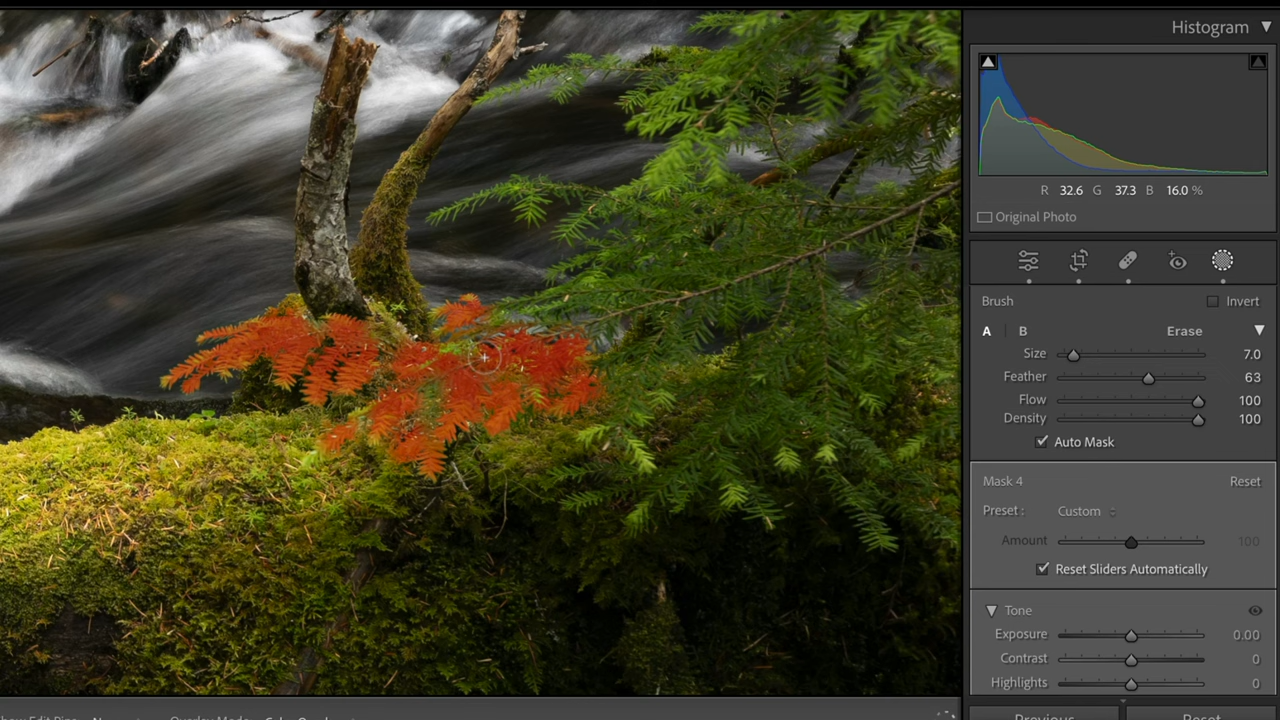 Histogram
R 32.6 G 37.3 B 16.0 %
Original Photo
Brush Invert
A B Erase
Size 7.0
Feather 63
Flow 100
Density 100
Auto Mask
Mask 4 Reset
Preset : Custom
Amount 100
Reset Sliders Automatically
Tone
Exposure 0.00
Contrast 0
Highlights 0
Previous Reset